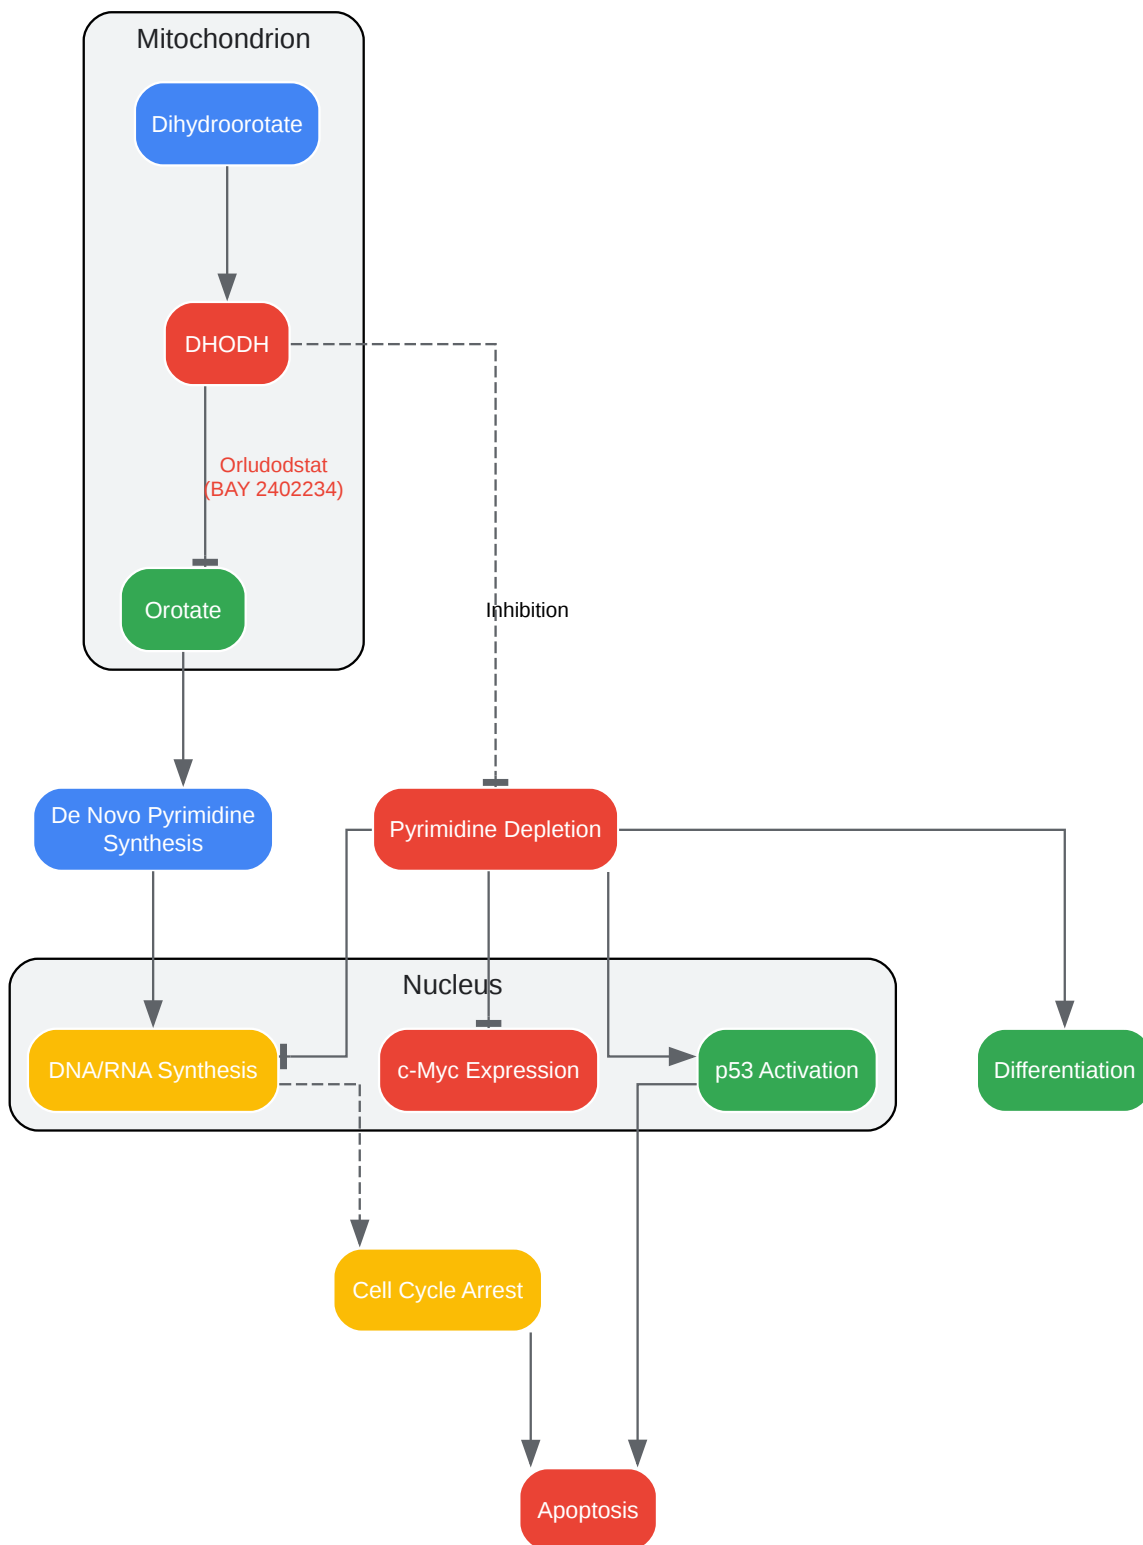 Mitochondrion
Dihydroorotate
DHODH
Orludodstat
(BAY 2402234)
Orotate
Inhibition
De Novo Pyrimidine
Synthesis
Pyrimidine Depletion
Nucleus
DNA/RNA Synthesis
c-Myc Expression
p53 Activation
Differentiation
Cell Cycle Arrest
Apoptosis